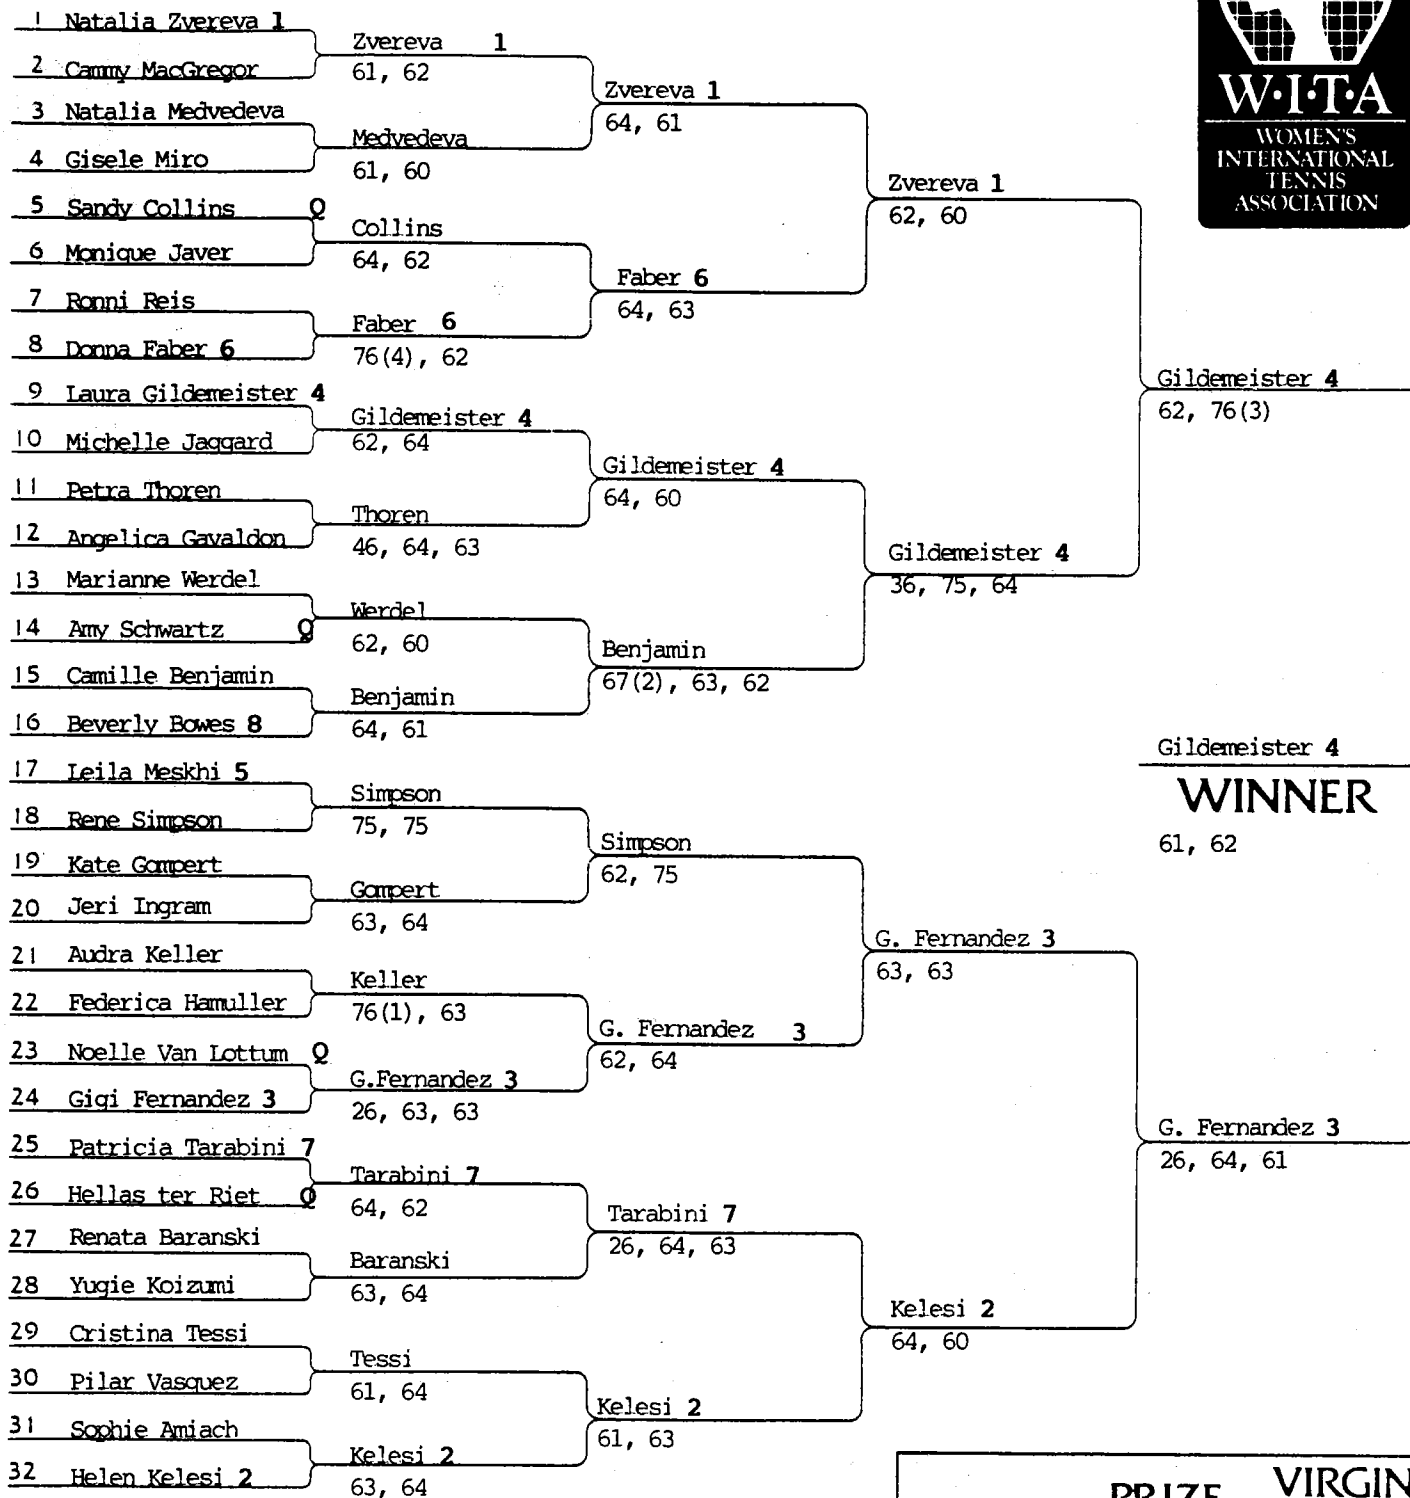 1 Natalia Zvereva 1
2 Cammy MacGregor
3 Natalia Medvedeva
4 Gisele Miro
5 Sandy Collins Q
6 Monique Javer
7 Ronni Reis
8 Donna Faber 6
9 Laura Gildemeister 4
10 Michelle Jaggard
11 Petra Thoren
12 Angelica Gavaldon
13 Marianne Werdel
14 Amy Schwartz Q
15 Camille Benjamin
16 Beverly Bowes 8
17 Leila Meskhi 5
18 Rene Simpson
19 Kate Gompert
20 Jeri Ingram
21 Audra Keller
22 Federica Hamuller
23 Noelle Van Lottum Q
24 Gigi Fernandez 3
25 Patricia Tarabini 7
26 Hellas ter Riet Q
27 Renata Baranski
28 Yugie Koizumi
29 Cristina Tessi
30 Pilar Vasquez
31 Sophie Amiach
32 Helen Kelesi 2
Zvereva 1
61, 62
Medvedeva
61, 60
Collins
64, 62
Faber 6
76(4), 62
Gildemeister 4
62, 64
Thoren
46, 64, 63
Werdel
62, 60
Benjamin
64, 61
Simpson
75, 75
Gompert
63, 64
Keller
76(1), 63
G.Fernandez 3
26, 63, 63
Tarabini 7
64, 62
Baranski
63, 64
Tessi
61, 64
Kelesi 2
63, 64
Zvereva 1
64, 61
Faber 6
64, 63
Gildemeister 4
64, 60
Benjamin
67(2), 63, 62
Simpson
62, 75
G. Fernandez 3
62, 64
Tarabini 7
26, 64, 63
Kelesi 2
61, 63
Zvereva 1
62, 60
Gildemeister 4
36, 75, 64
G. Fernandez 3
63, 63
Kelesi 2
64, 60
W·I·T·A
WOMEN'S
INTERNATIONAL
TENNIS
ASSOCIATION
Gildemeister 4
62, 76(3)
Gildemeister 4
WINNER
61, 62
G. Fernandez 3
26, 64, 61
PRIZE VIRGIN